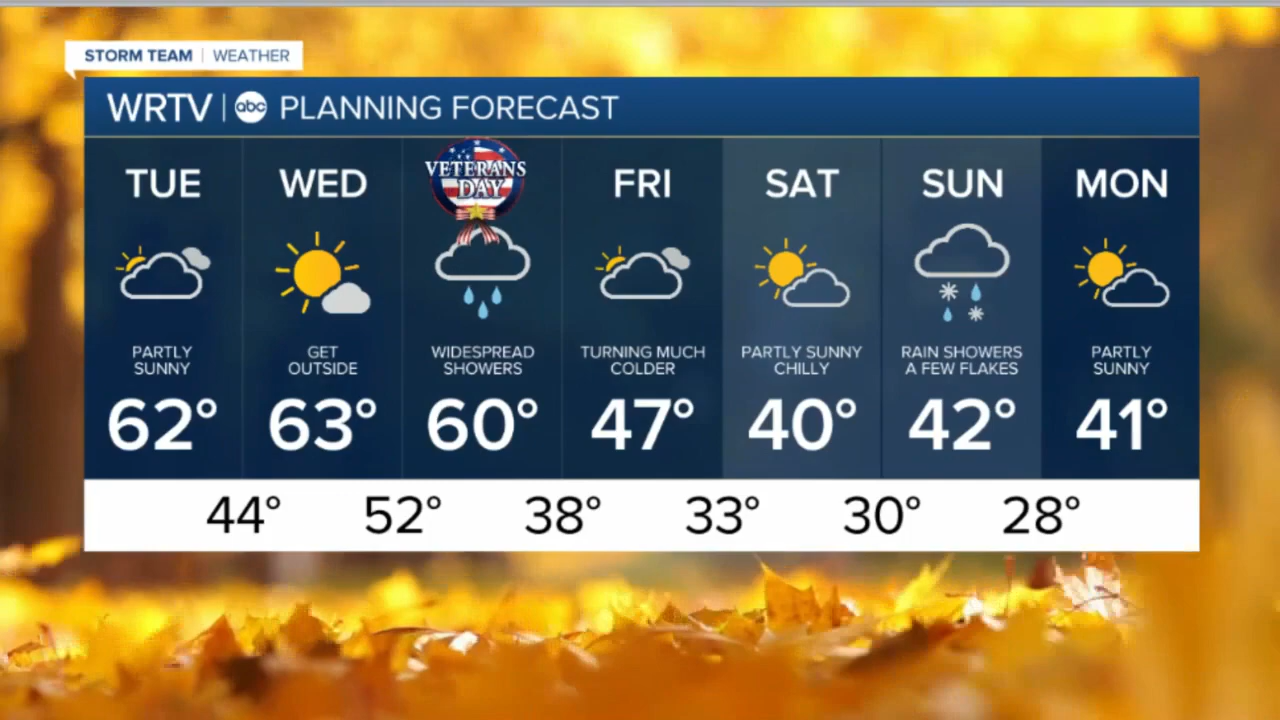 STORM TEAM | WEATHER
WRTV | abc PLANNING FORECAST
TUE WED VETERANS DAY FRI SAT SUN MON
PARTLY SUNNY
GET OUTSIDE
WIDESPREAD SHOWERS
TURNING MUCH COLDER
PARTLY SUNNY CHILLY
RAIN SHOWERS A FEW FLAKES
PARTLY SUNNY
62° 63° 60° 47° 40° 42° 41°
44° 52° 38° 33° 30° 28°